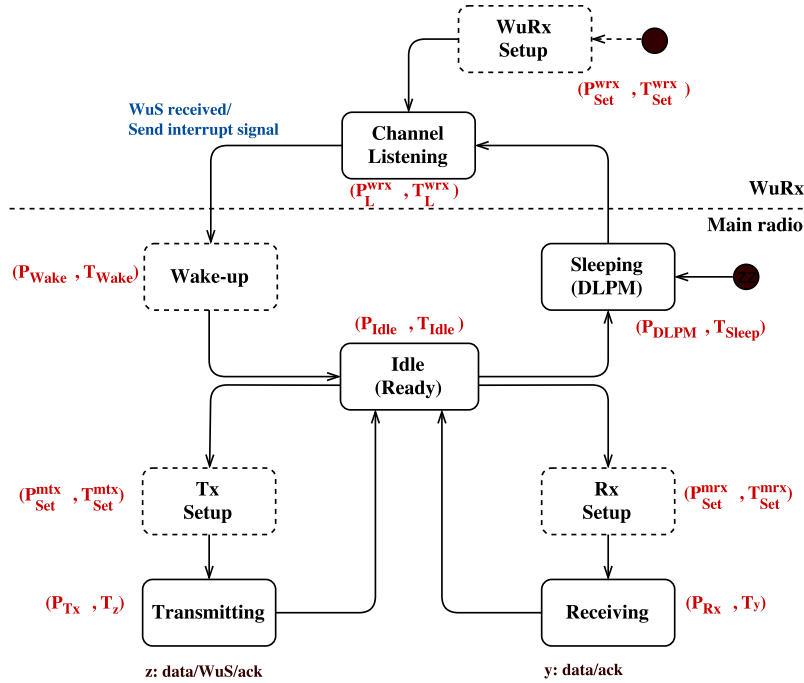 WuRx
Setup
(P_Set^wrx , T_Set^wrx)
WuS received/
Send interrupt signal
Channel
Listening
(P_L^wrx , T_L^wrx)
WuRx
Main radio
(P_Wake , T_Wake)
Wake-up
Sleeping
(DLPM)
zz
(P_DLPM , T_Sleep)
(P_Idle , T_Idle)
Idle
(Ready)
(P_Set^mtx , T_Set^mtx)
Tx
Setup
Rx
Setup
(P_Set^mrx , T_Set^mrx)
(P_Tx , T_z)
Transmitting
Receiving
(P_Rx , T_y)
z: data/WuS/ack
y: data/ack